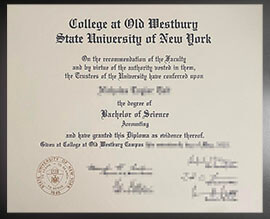 College at Old Westbury
State University of New York
On the recommendation of the Faculty
and by virtue of the authority vested in them,
the Trustees of the University have conferred upon
the degree of
Bachelor of Science
Accounting
and have granted this Diploma as evidence thereof.
Given at College at Old Westbury Campus